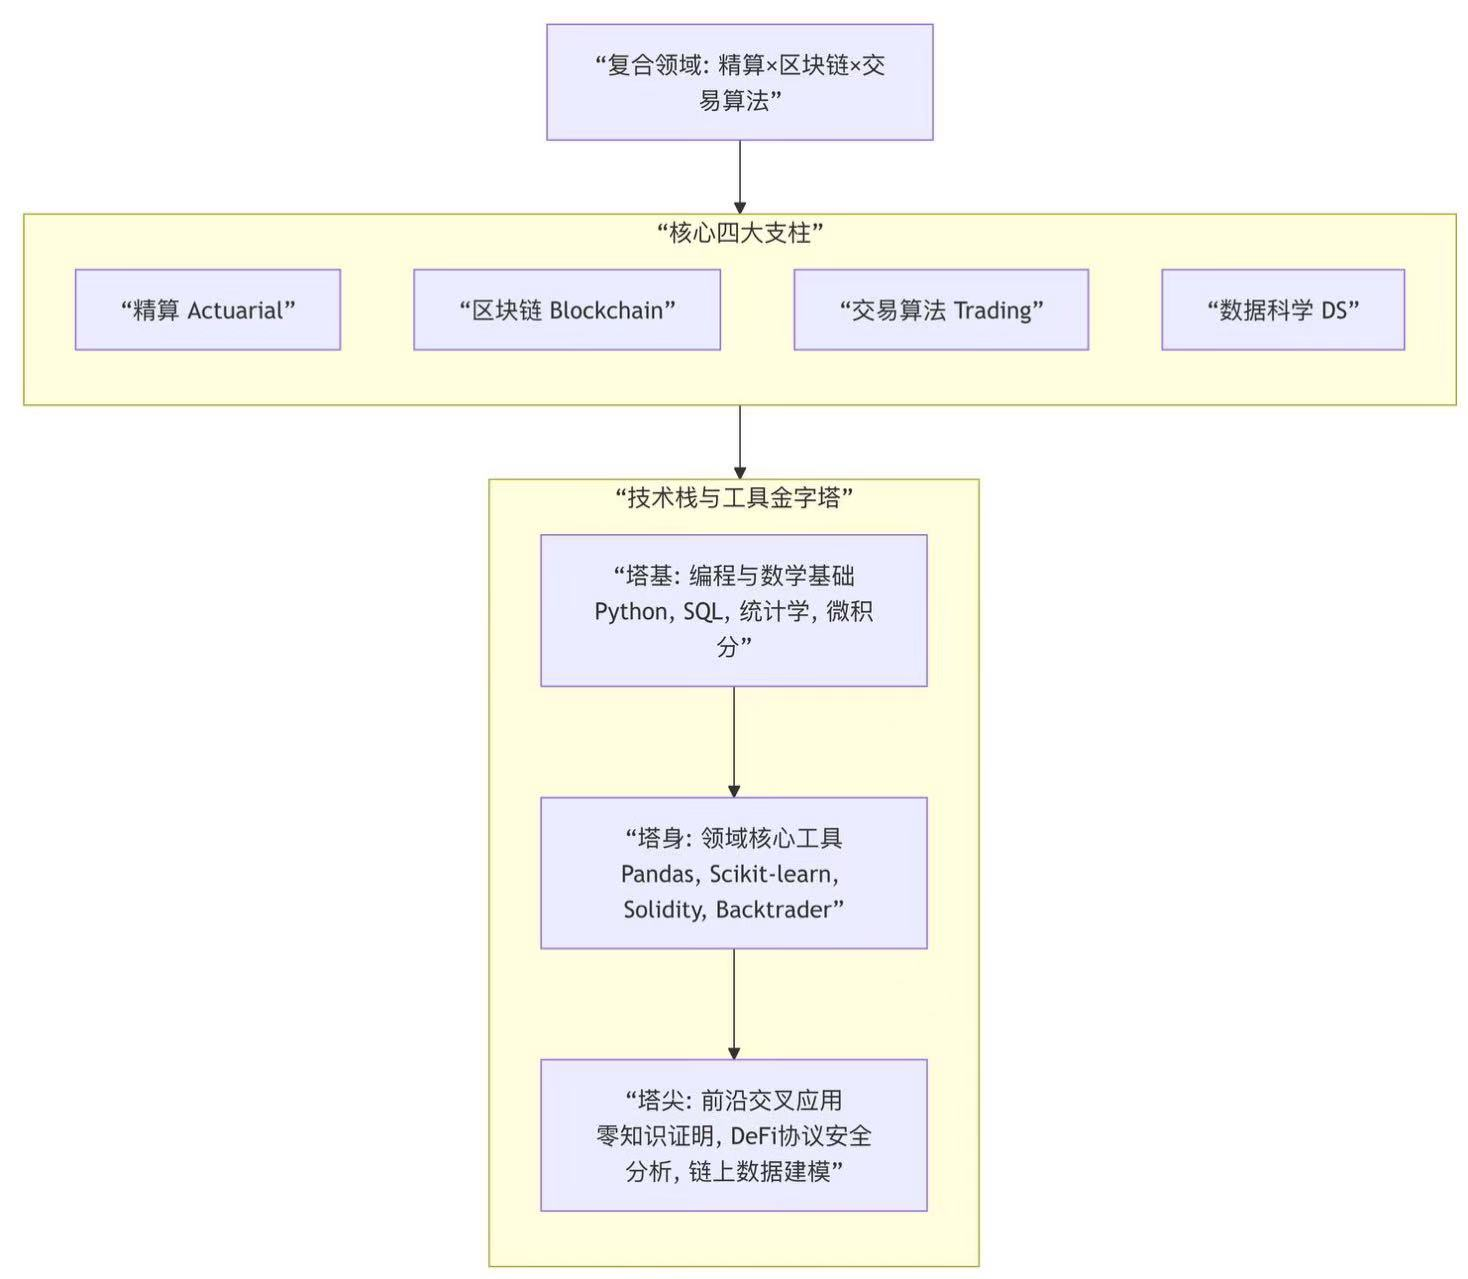 “复合领域: 精算×区块链×交
易算法”
“核心四大支柱”
“精算 Actuarial”
“区块链 Blockchain”
“交易算法 Trading”
“数据科学 DS”
“技术栈与工具金字塔”
“塔基: 编程与数学基础
Python, SQL, 统计学, 微积
分”
“塔身: 领域核心工具
Pandas, Scikit-learn,
Solidity, Backtrader”
“塔尖: 前沿交叉应用
零知识证明, DeFi协议安全
分析, 链上数据建模”